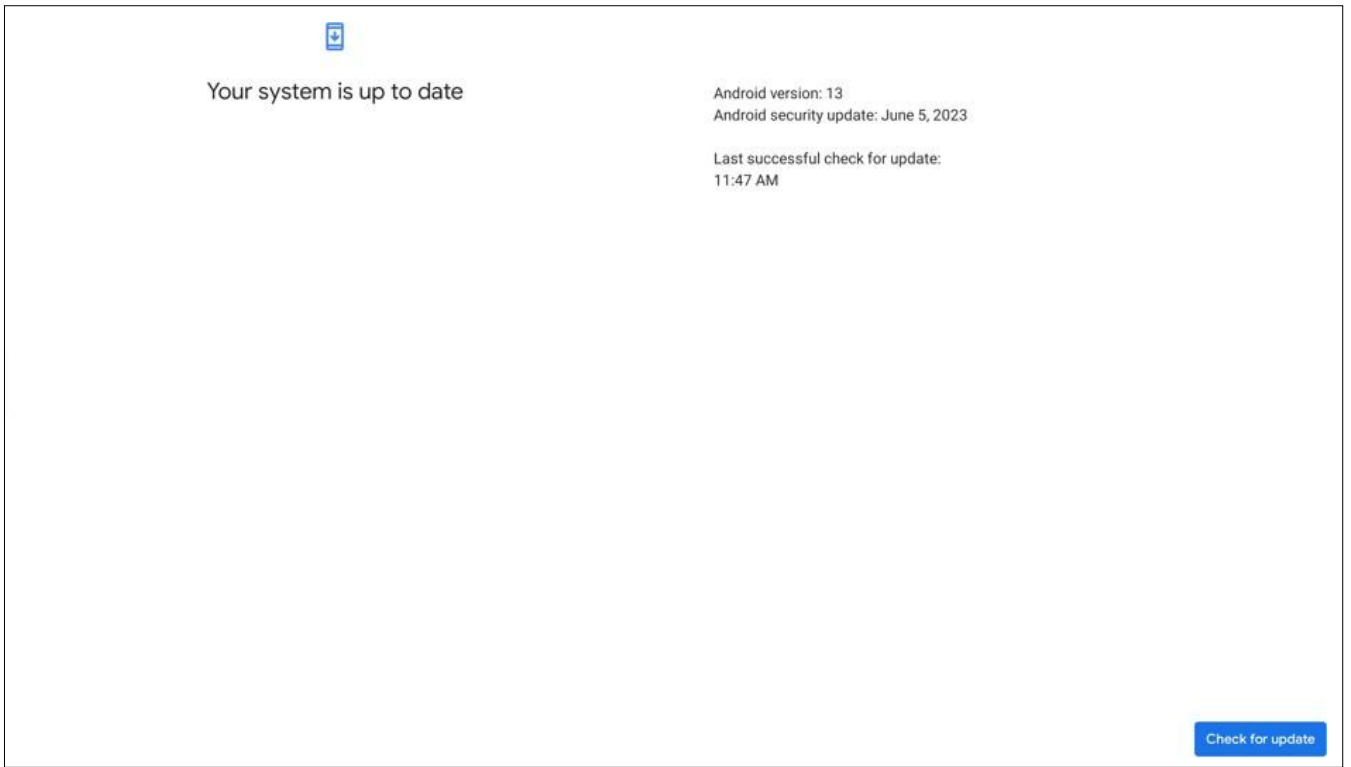 Your system is up to date
Android version: 13
Android security update: June 5, 2023
Last successful check for update:
11:47 AM
Check for update